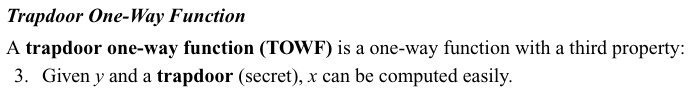 Trapdoor One-Way Function
A trapdoor one-way function (TOWF) is a one-way function with a third property:
3. Given y and a trapdoor (secret), x can be computed easily.